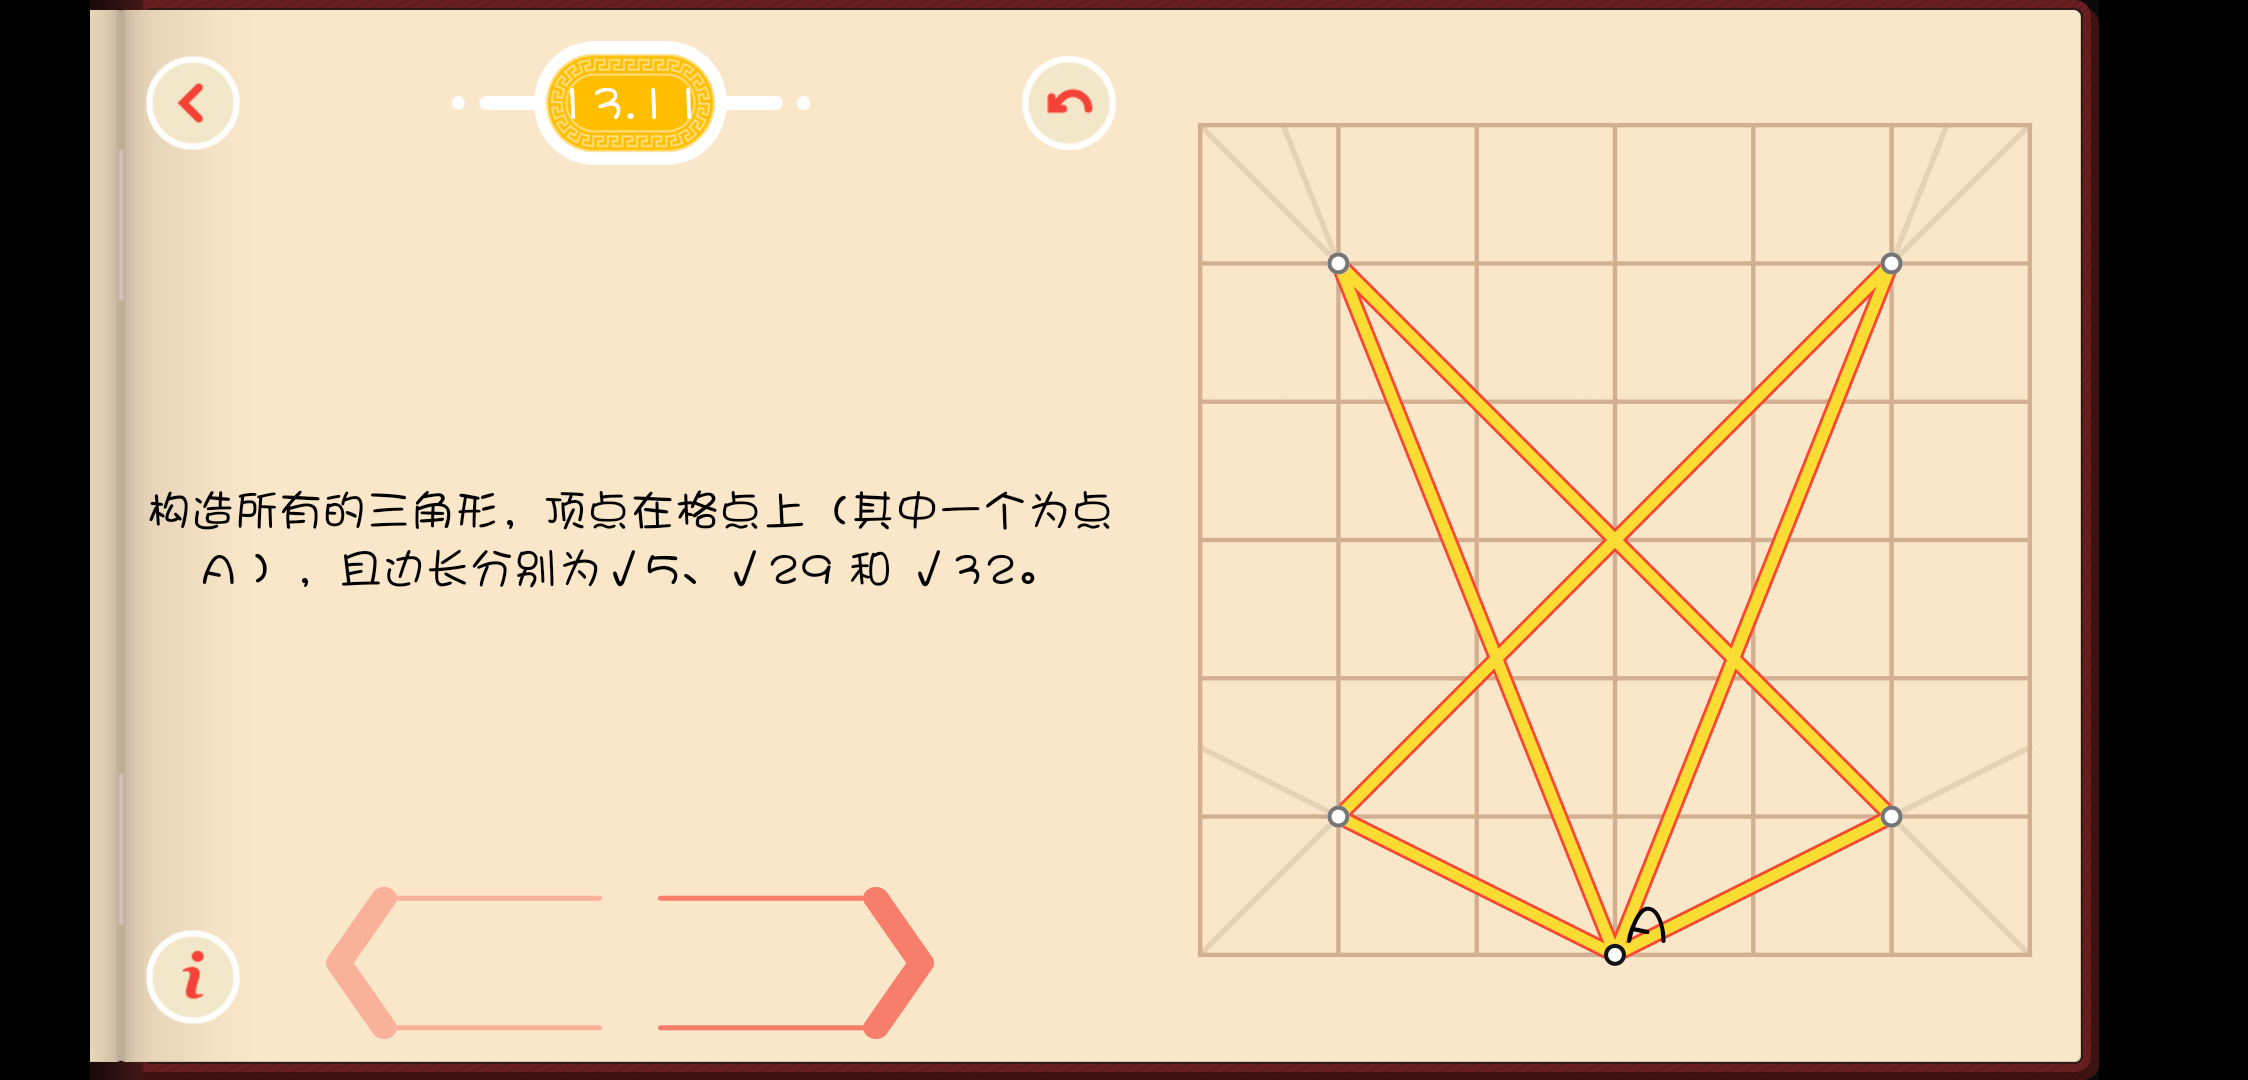 13.11
构造所有的三角形，顶点在格点上（其中一个为点
A），且边长分别为√5、√29 和 √32。
i
A